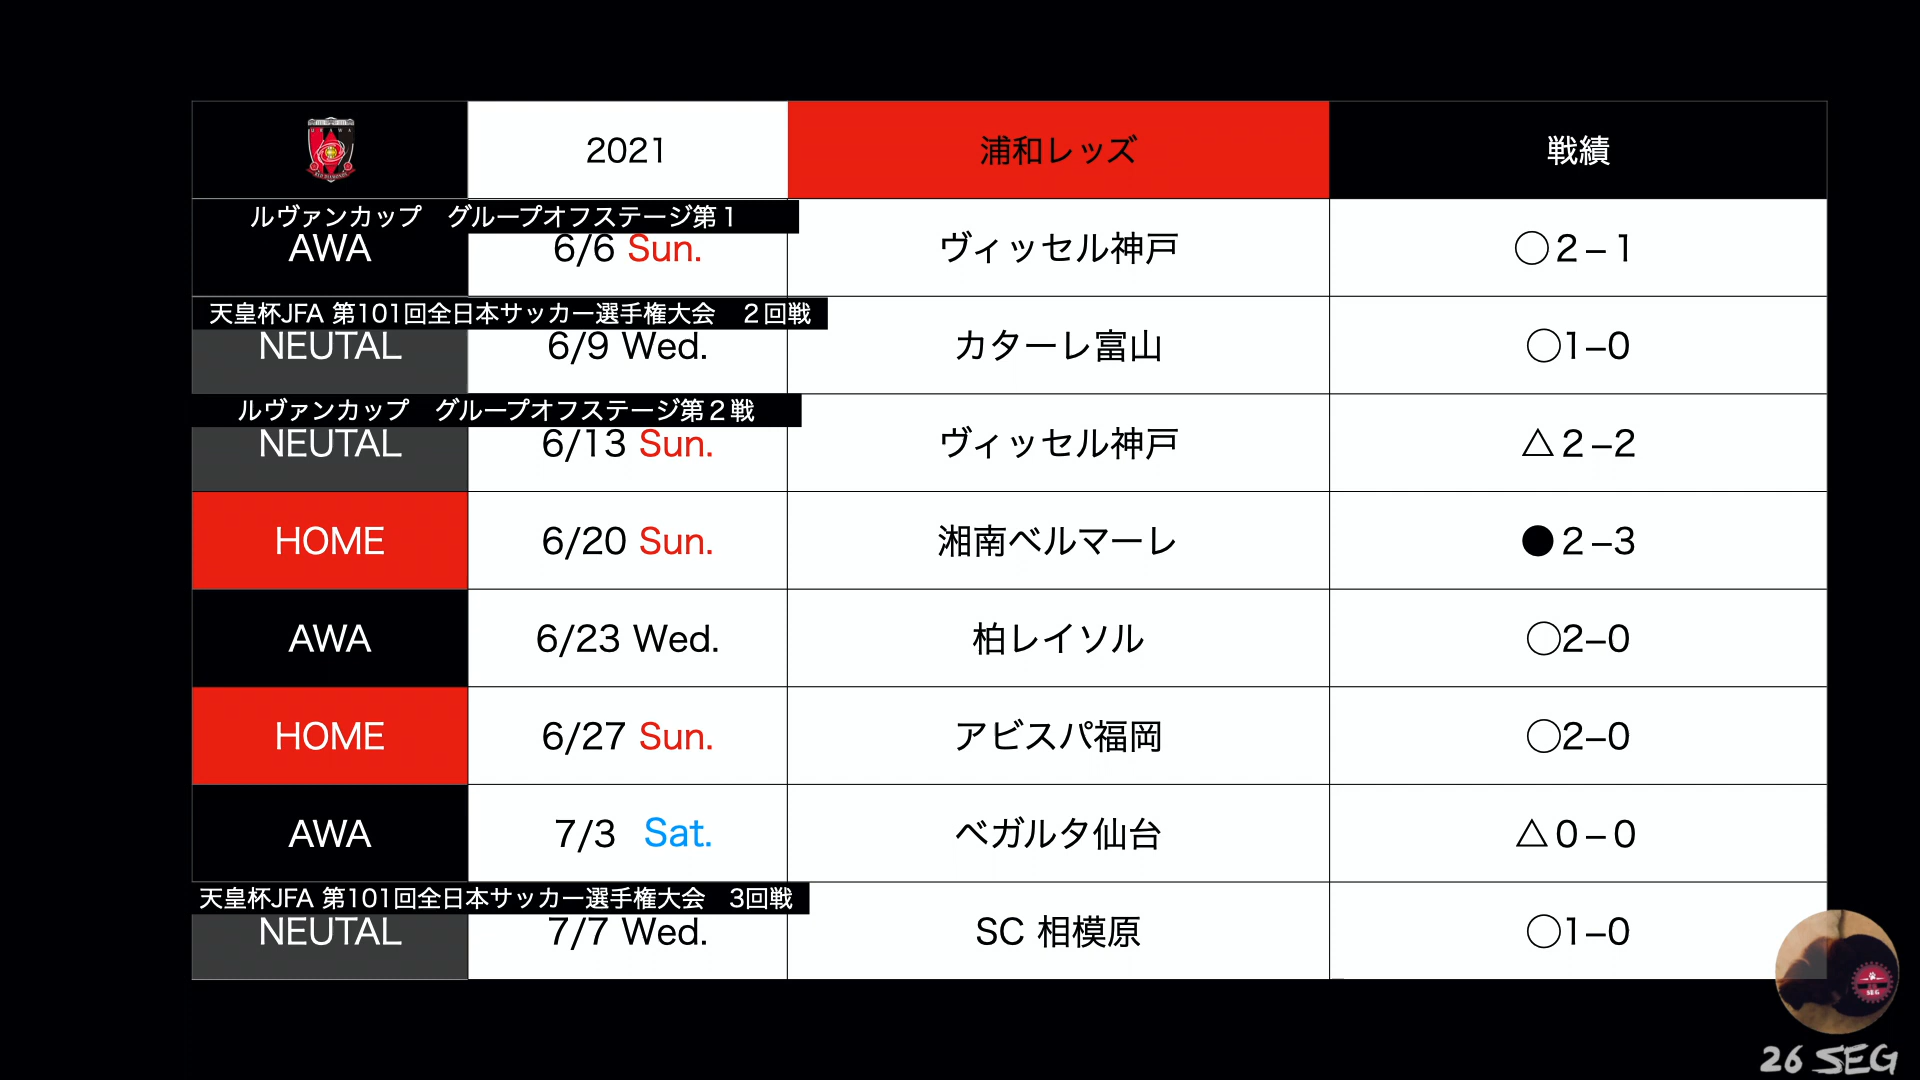 2021
浦和レッズ
戦績
ルヴァンカップ　グループオフステージ第１
AWA
6/6 Sun.
ヴィッセル神戸
◯２−１
天皇杯JFA 第101回全日本サッカー選手権大会　２回戦
NEUTAL
6/9 Wed.
カターレ富山
◯1−0
ルヴァンカップ　グループオフステージ第２戦
NEUTAL
6/13 Sun.
ヴィッセル神戸
△２−2
HOME
6/20 Sun.
湘南ベルマーレ
●２−3
AWA
6/23 Wed.
柏レイソル
◯2−0
HOME
6/27 Sun.
アビスパ福岡
◯2−0
AWA
7/3 Sat.
ベガルタ仙台
△０−０
天皇杯JFA 第101回全日本サッカー選手権大会　3回戦
NEUTAL
7/7 Wed.
SC 相模原
◯1−0
26 SEG